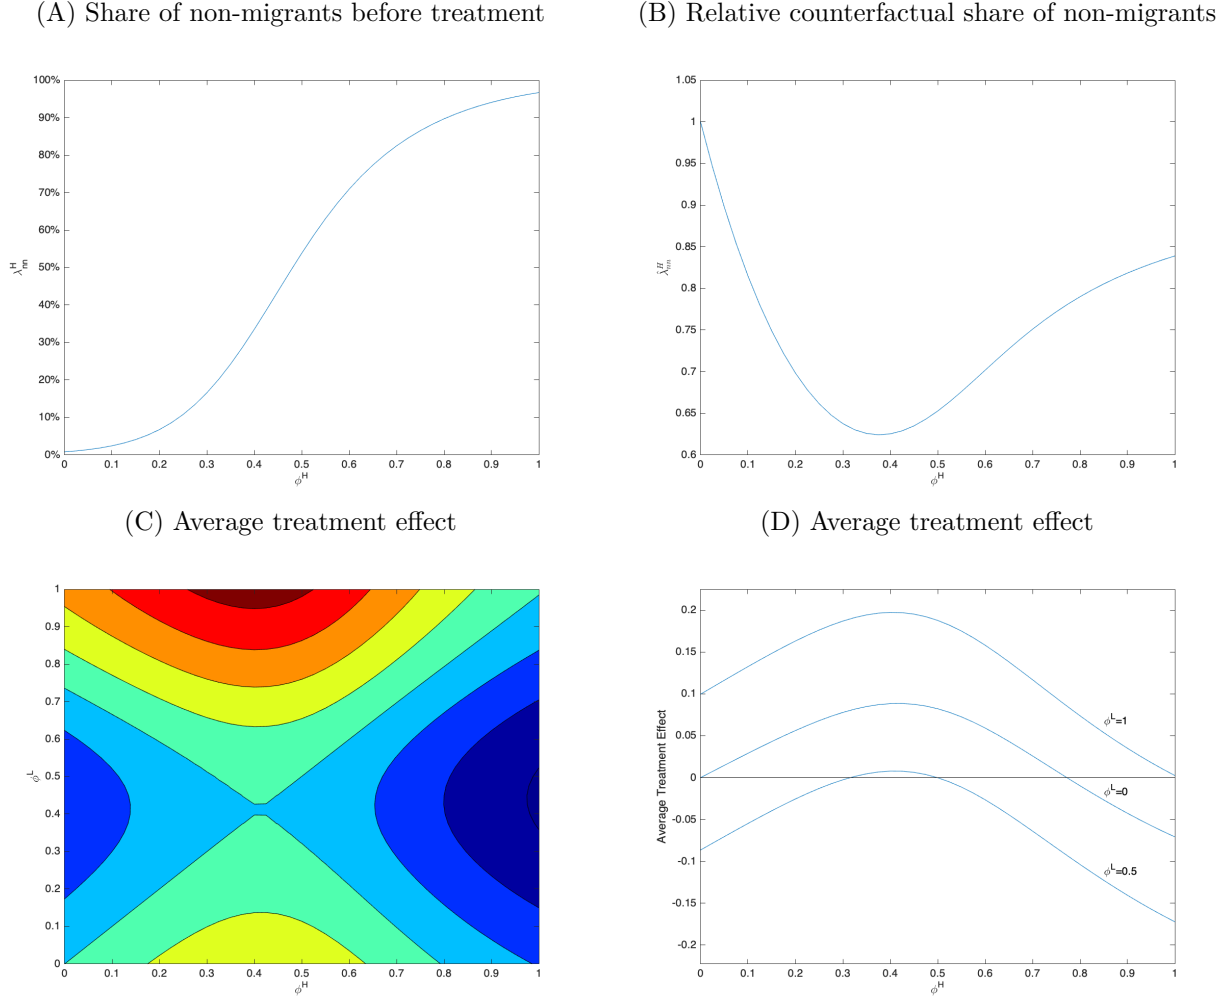 (A) Share of non-migrants before treatment
100%
90%
80%
70%
60%
50%
40%
30%
20%
10%
0%
λ^H_nn
0 0.1 0.2 0.3 0.4 0.5 0.6 0.7 0.8 0.9 1
ϕ^H
(B) Relative counterfactual share of non-migrants
1.05
1
0.95
0.9
0.85
0.8
0.75
0.7
0.65
0.6
λ̂^H_nn
0 0.1 0.2 0.3 0.4 0.5 0.6 0.7 0.8 0.9 1
ϕ^H
(C) Average treatment effect
1
0.9
0.8
0.7
0.6
0.5
0.4
0.3
0.2
0.1
0
ϕ^L
0 0.1 0.2 0.3 0.4 0.5 0.6 0.7 0.8 0.9 1
ϕ^H
(D) Average treatment effect
0.2
0.15
0.1
0.05
0
-0.05
-0.1
-0.15
-0.2
Average Treatment Effect
ϕ^L=1
ϕ^L=0
ϕ^L=0.5
0 0.1 0.2 0.3 0.4 0.5 0.6 0.7 0.8 0.9 1
ϕ^H